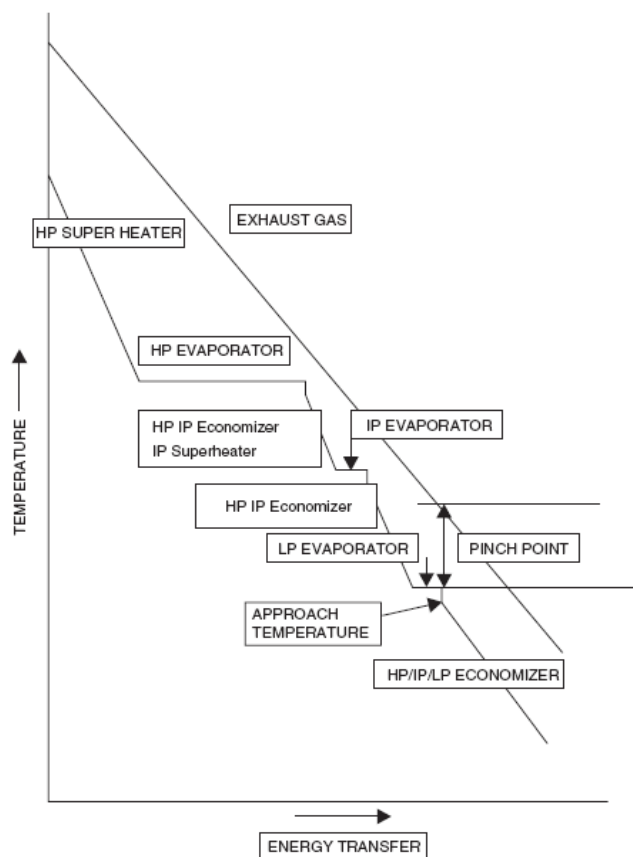 HP SUPER HEATER
EXHAUST GAS
HP EVAPORATOR
HP IP Economizer
IP Superheater
IP EVAPORATOR
HP IP Economizer
LP EVAPORATOR
PINCH POINT
APPROACH
TEMPERATURE
HP/IP/LP ECONOMIZER
TEMPERATURE
ENERGY TRANSFER